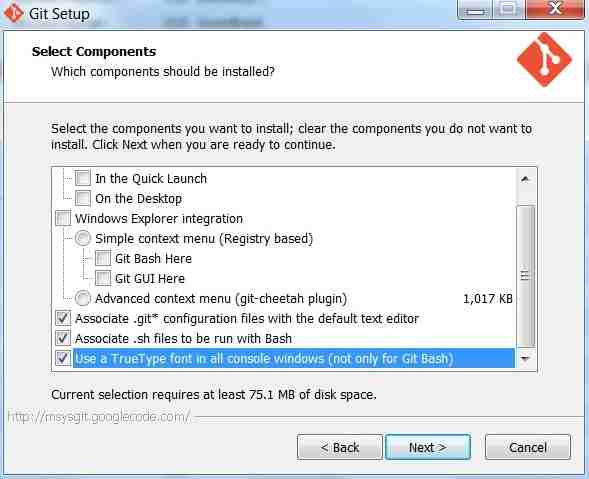 Git Setup
Select Components
Which components should be installed?
Select the components you want to install; clear the components you do not want to
install. Click Next when you are ready to continue.
In the Quick Launch
On the Desktop
Windows Explorer integration
Simple context menu (Registry based)
Git Bash Here
Git GUI Here
Advanced context menu (git-cheetah plugin) 1,017 KB
Associate .git* configuration files with the default text editor
Associate .sh files to be run with Bash
Use a TrueType font in all console windows (not only for Git Bash)
Current selection requires at least 75.1 MB of disk space.
http://msysgit.googlecode.com/
< Back Next > Cancel